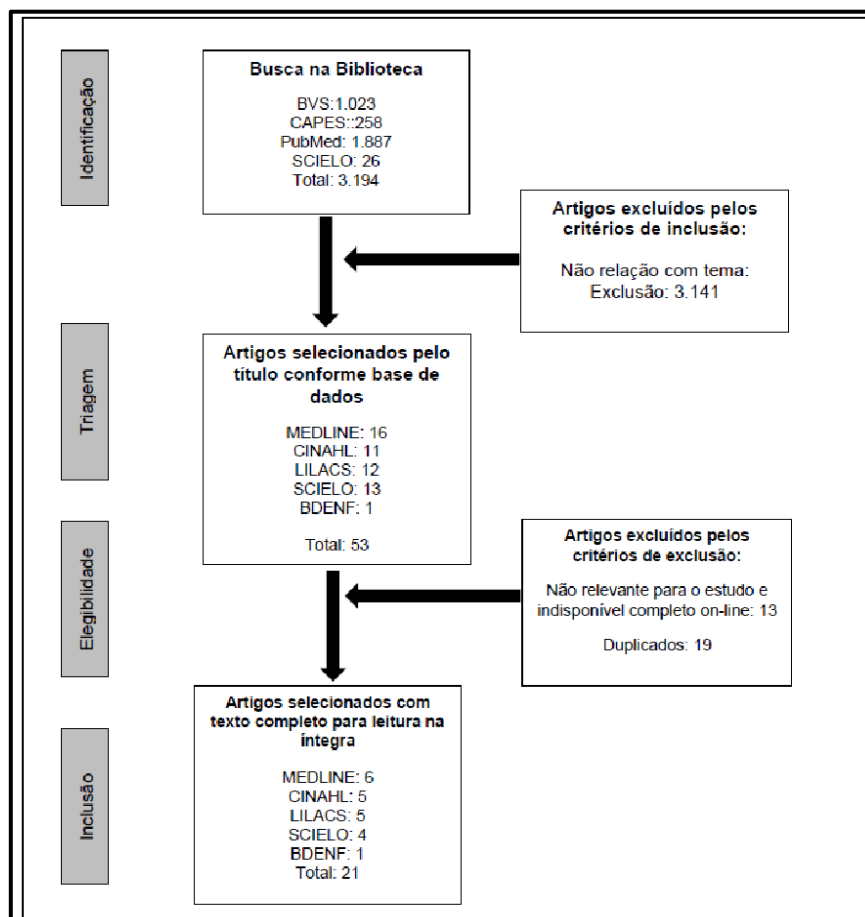 Identificação
Busca na Biblioteca
BVS:1.023
CAPES::258
PubMed: 1.887
SCIELO: 26
Total: 3.194
Artigos excluídos pelos
critérios de inclusão:
Não relação com tema:
Exclusão: 3.141
Triagem
Artigos selecionados pelo
título conforme base de
dados
MEDLINE: 16
CINAHL: 11
LILACS: 12
SCIELO: 13
BDENF: 1
Total: 53
Elegibilidade
Artigos excluídos pelos
critérios de exclusão:
Não relevante para o estudo e
indisponível completo on-line: 13
Duplicados: 19
Inclusão
Artigos selecionados com
texto completo para leitura na
íntegra
MEDLINE: 6
CINAHL: 5
LILACS: 5
SCIELO: 4
BDENF: 1
Total: 21